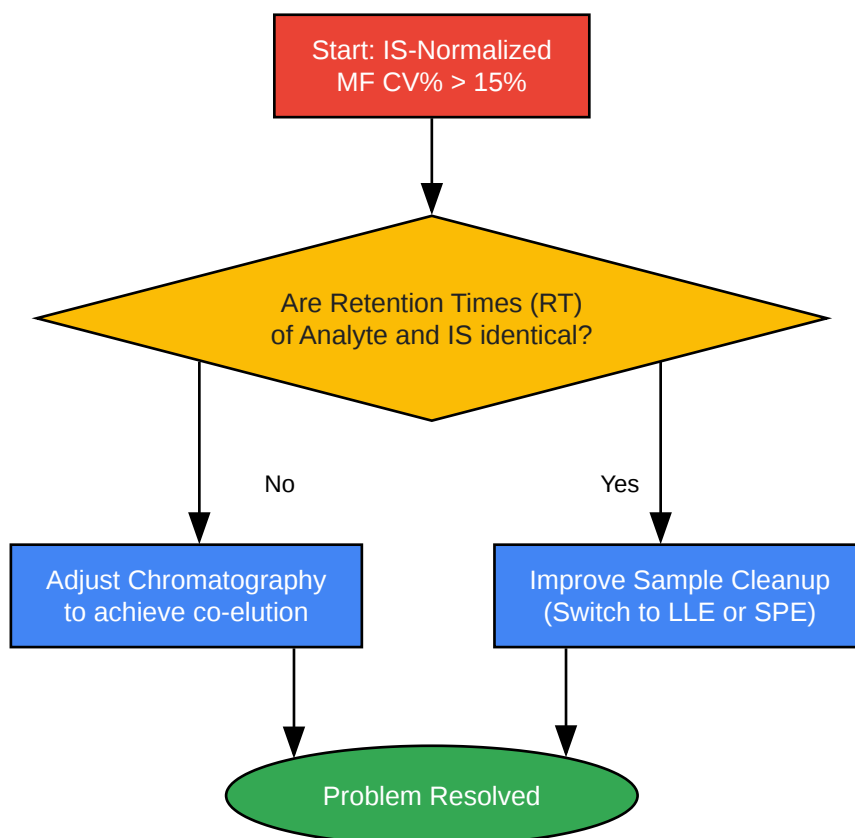 Start: IS-Normalized
MF CV% > 15%
Are Retention Times (RT)
of Analyte and IS identical?
No
Yes
Adjust Chromatography
to achieve co-elution
Improve Sample Cleanup
(Switch to LLE or SPE)
Problem Resolved